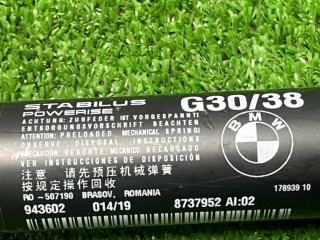 STABILUS G30/38
POWERISE®
ACHTUNG: ZUGFEDER IST VORGESPANNT!
ENTSORGUNGSVORSCHRIFT BEACHTEN
ATTENTION: PRELOADED MECHANICAL SPRING!
OBSERVE DISPOSAL INSTRUCTIONS
PRECAUCIÓN: RESORTE MECANICO RECARGADO
VER INSTRUCCIONES DE DISPOSAL
BMW
注意 : 请先预压机械弹簧
按规定操作回收
178939 10
RO - 507190 BRASOV, ROMANIA
943602 014/19 8737952 AI:02